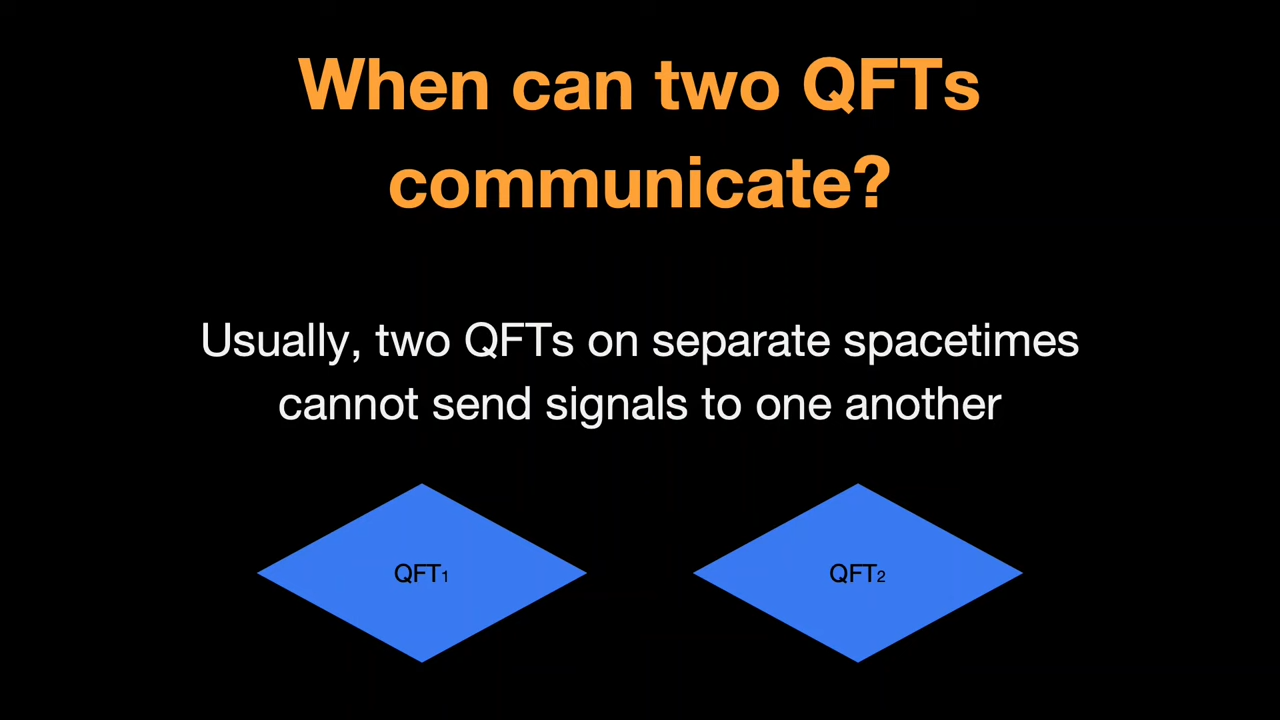 When can two QFTs
communicate?
Usually, two QFTs on separate spacetimes
cannot send signals to one another
QFT₁ QFT₂